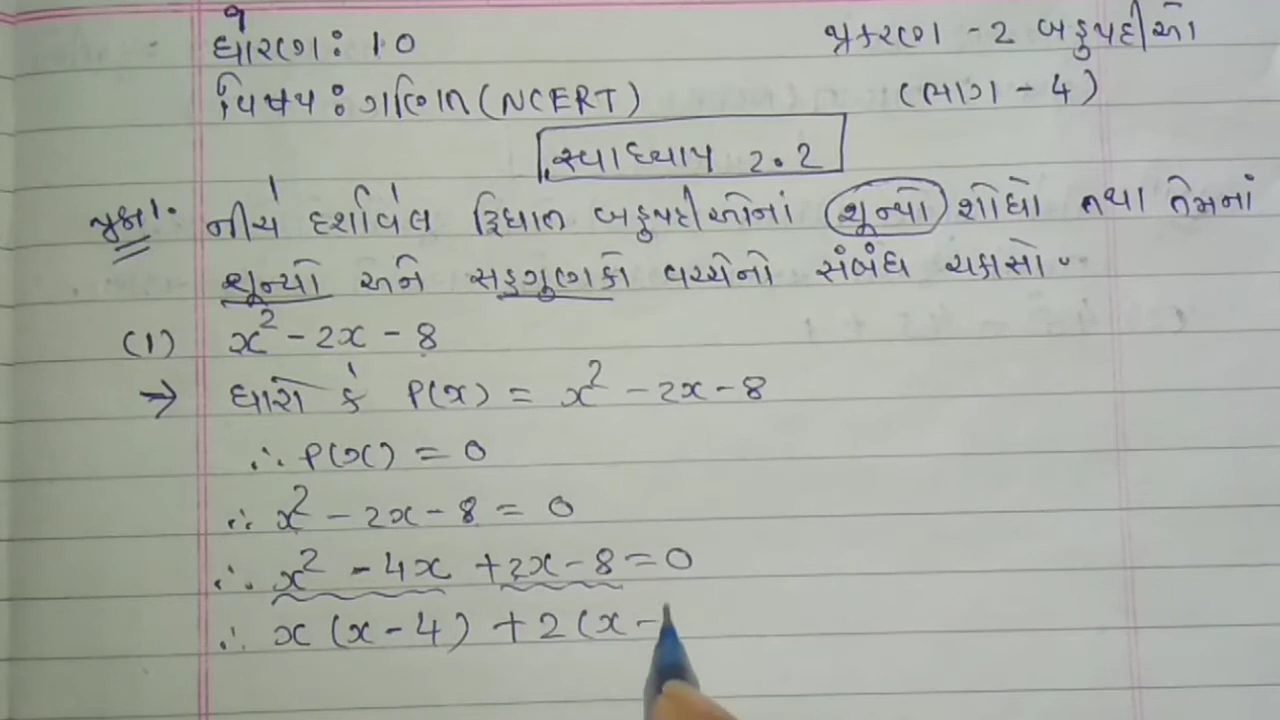 ધોરણ : 10
પ્રકરણ - 2 બહુપદીઓ
વિષય : ગણિત (NCERT)
(ભાગ - 4)
સ્વાધ્યાય 2.2
પ્રશ્ન 1. નીચે દર્શાવેલ દ્વિઘાત બહુપદીઓનાં શૂન્યો શોધો તથા તેમનાં
શૂન્યો અને સહગુણકો વચ્ચેનો સંબંધ ચકાસો.
(1) x² - 2x - 8
→ ધારો કે P(x) = x² - 2x - 8
∴ P(x) = 0
∴ x² - 2x - 8 = 0
∴ x² - 4x + 2x - 8 = 0
∴ x (x - 4) + 2 (x -